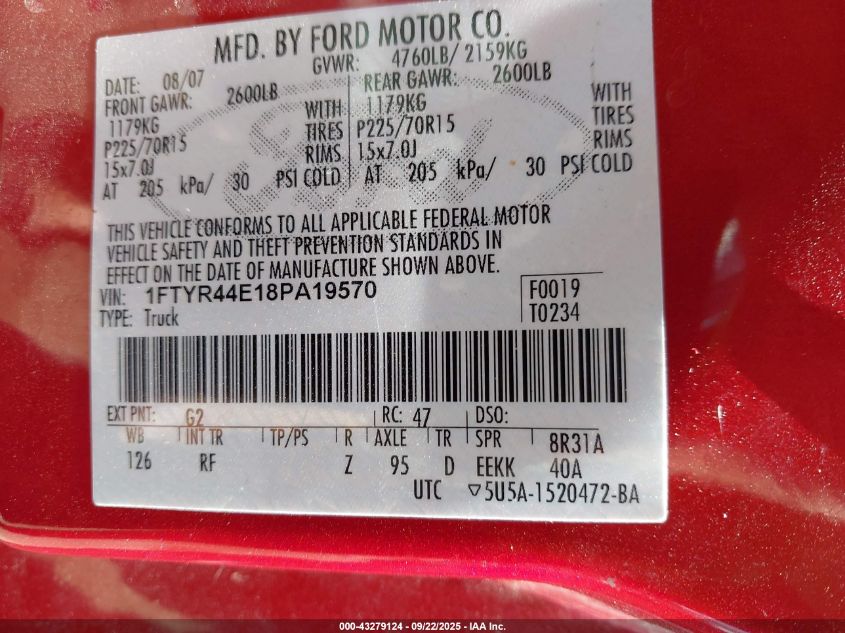 MFD. BY FORD MOTOR CO.
DATE: 08/07 GVWR: 4760LB/ 2159KG
FRONT GAWR: 2600LB REAR GAWR: 2600LB
1179KG WITH 1179KG WITH
P225/70R15 TIRES P225/70R15 TIRES
15x7.0J RIMS 15x7.0J RIMS
AT 205 kPa/ 30 PSI COLD AT 205 kPa/ 30 PSI COLD
THIS VEHICLE CONFORMS TO ALL APPLICABLE FEDERAL MOTOR
VEHICLE SAFETY AND THEFT PREVENTION STANDARDS IN
EFFECT ON THE DATE OF MANUFACTURE SHOWN ABOVE.
VIN: 1FTYR44E18PA19570 F0019
TYPE: Truck T0234
EXT PNT: G2 RC: 47 DSO:
WB INT TR TP/PS R AXLE TR SPR 8R31A
126 RF Z 95 D EEKK 40A
UTC ▽5U5A-1520472-BA
000-43279124 - 09/22/2025 - IAA Inc.